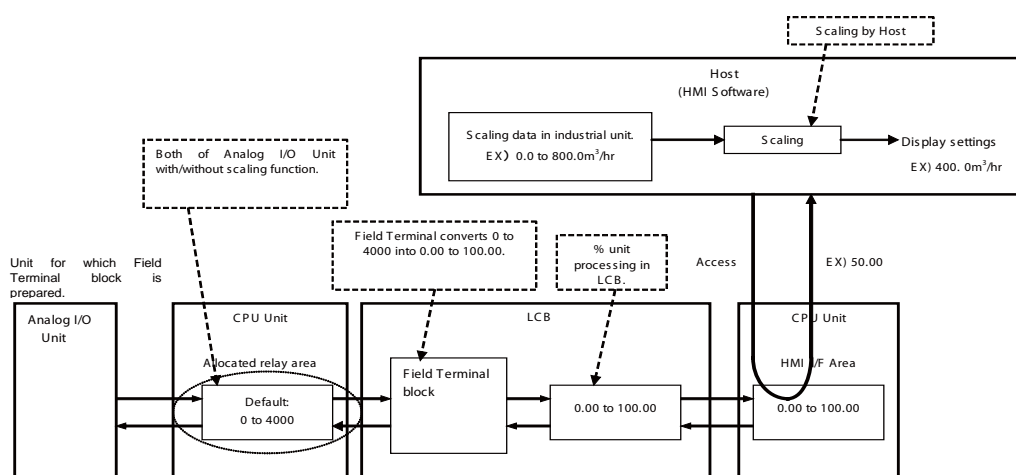 Scaling by Host
Host
(HMI Software)
Scaling data in industrial unit.
EX) 0.0 to 800.0m³/hr
Scaling
Display settings
EX) 400. 0m³/hr
Both of Analog I/O Unit
with/without scaling function.
Field Terminal converts 0 to
4000 into 0.00 to 100.00.
% unit
processing in
LCB.
Access
EX) 50.00
Unit for which Field
Terminal block is
prepared.
Analog I/O
Unit
CPU Unit
Allocated relay area
Default:
0 to 4000
LCB
Field Terminal
block
0.00 to 100.00
CPU Unit
HMI I/F Area
0.00 to 100.00